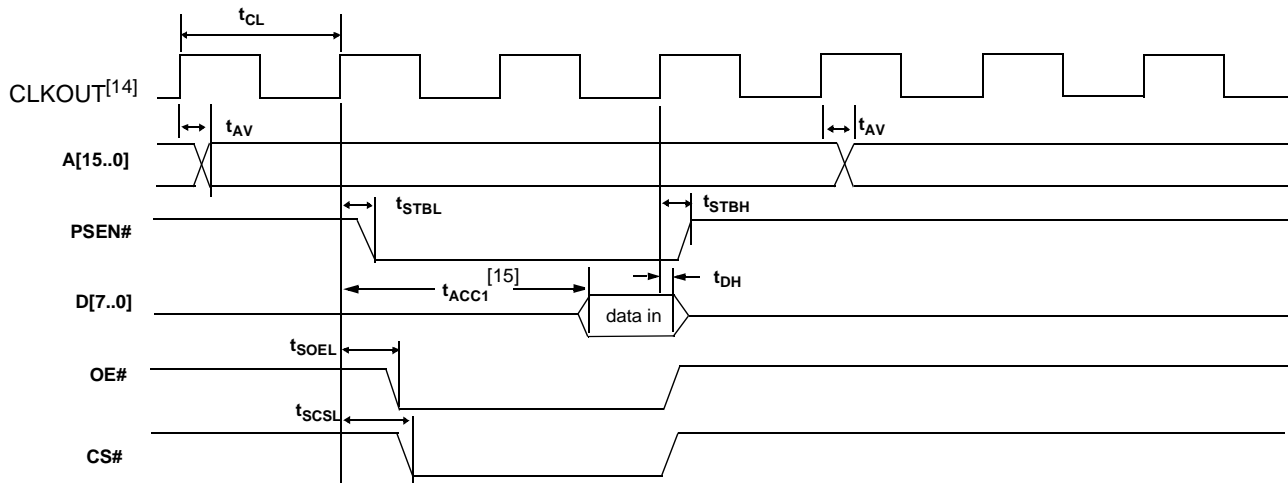 tCL
CLKOUT[14]
tAV
tAV
A[15..0]
tSTBL
tSTBH
PSEN#
[15]
tACC1
tDH
D[7..0]
data in
tSOEL
OE#
tSCSL
CS#